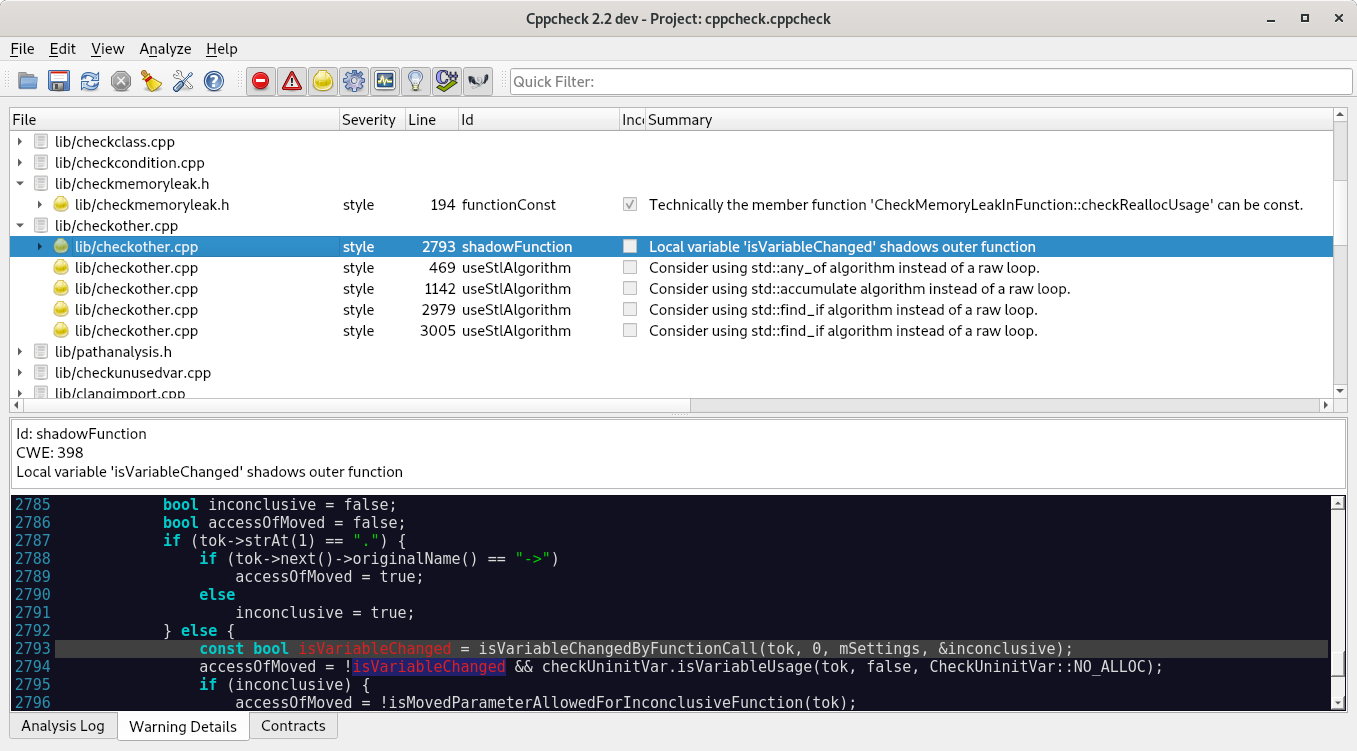 Cppcheck 2.2 dev - Project: cppcheck.cppcheck
File Edit View Analyze Help
C++ Quick Filter:
File Severity Line Id Inco Summary
lib/checkclass.cpp
lib/checkcondition.cpp
lib/checkmemoryleak.h
lib/checkmemoryleak.h style 194 functionConst Technically the member function 'CheckMemoryLeakInFunction::checkReallocUsage' can be const.
lib/checkother.cpp
lib/checkother.cpp style 2793 shadowFunction Local variable 'isVariableChanged' shadows outer function
lib/checkother.cpp style 469 useStlAlgorithm Consider using std::any_of algorithm instead of a raw loop.
lib/checkother.cpp style 1142 useStlAlgorithm Consider using std::accumulate algorithm instead of a raw loop.
lib/checkother.cpp style 2979 useStlAlgorithm Consider using std::find_if algorithm instead of a raw loop.
lib/checkother.cpp style 3005 useStlAlgorithm Consider using std::find_if algorithm instead of a raw loop.
lib/pathanalysis.h
lib/checkunusedvar.cpp
lib/clangimport.cpp
Id: shadowFunction
CWE: 398
Local variable 'isVariableChanged' shadows outer function
2785 bool inconclusive = false;
2786 bool accessOfMoved = false;
2787 if (tok->strAt(1) == ".") {
2788 if (tok->next()->originalName() == "->")
2789 accessOfMoved = true;
2790 else
2791 inconclusive = true;
2792 } else {
2793 const bool isVariableChanged = isVariableChangedByFunctionCall(tok, 0, mSettings, &inconclusive);
2794 accessOfMoved = !isVariableChanged && checkUninitVar.isVariableUsage(tok, false, CheckUninitVar::NO_ALLOC);
2795 if (inconclusive) {
2796 accessOfMoved = !isMovedParameterAllowedForInconclusiveFunction(tok);
Analysis Log Warning Details Contracts